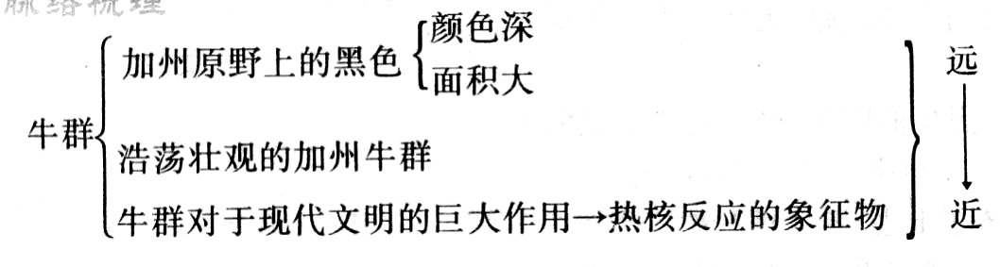 脉络梳理
颜色深
加州原野上的黑色
面积大
远
牛群
浩荡壮观的加州牛群
牛群对于现代文明的巨大作用→热核反应的象征物
近